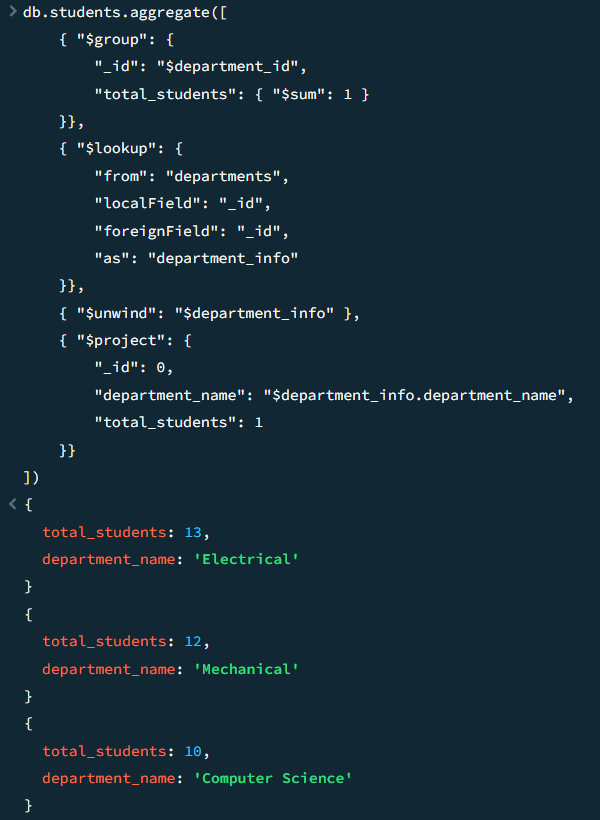 db.students.aggregate([
{ "$group": {
"_id": "$department_id",
"total_students": { "$sum": 1 }
}},
{ "$lookup": {
"from": "departments",
"localField": "_id",
"foreignField": "_id",
"as": "department_info"
}},
{ "$unwind": "$department_info" },
{ "$project": {
"_id": 0,
"department_name": "$department_info.department_name",
"total_students": 1
}}
])
{
total_students: 13,
department_name: 'Electrical'
}
{
total_students: 12,
department_name: 'Mechanical'
}
{
total_students: 10,
department_name: 'Computer Science'
}